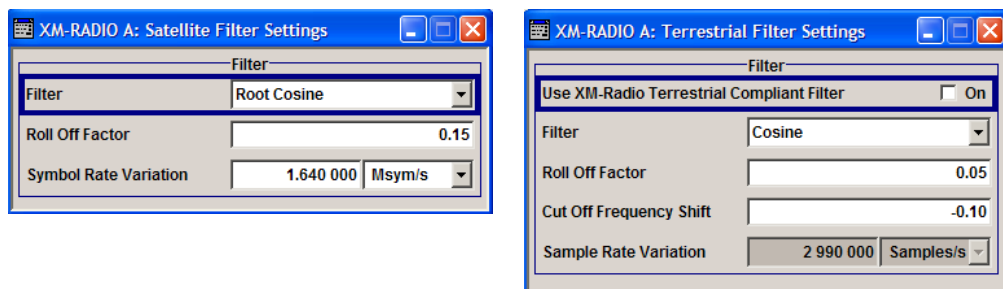 XM-RADIO A: Satellite Filter Settings
Filter
Filter Root Cosine
Roll Off Factor 0.15
Symbol Rate Variation 1.640 000 Msym/s
XM-RADIO A: Terrestrial Filter Settings
Filter
Use XM-Radio Terrestrial Compliant Filter On
Filter Cosine
Roll Off Factor 0.05
Cut Off Frequency Shift -0.10
Sample Rate Variation 2 990 000 Samples/s